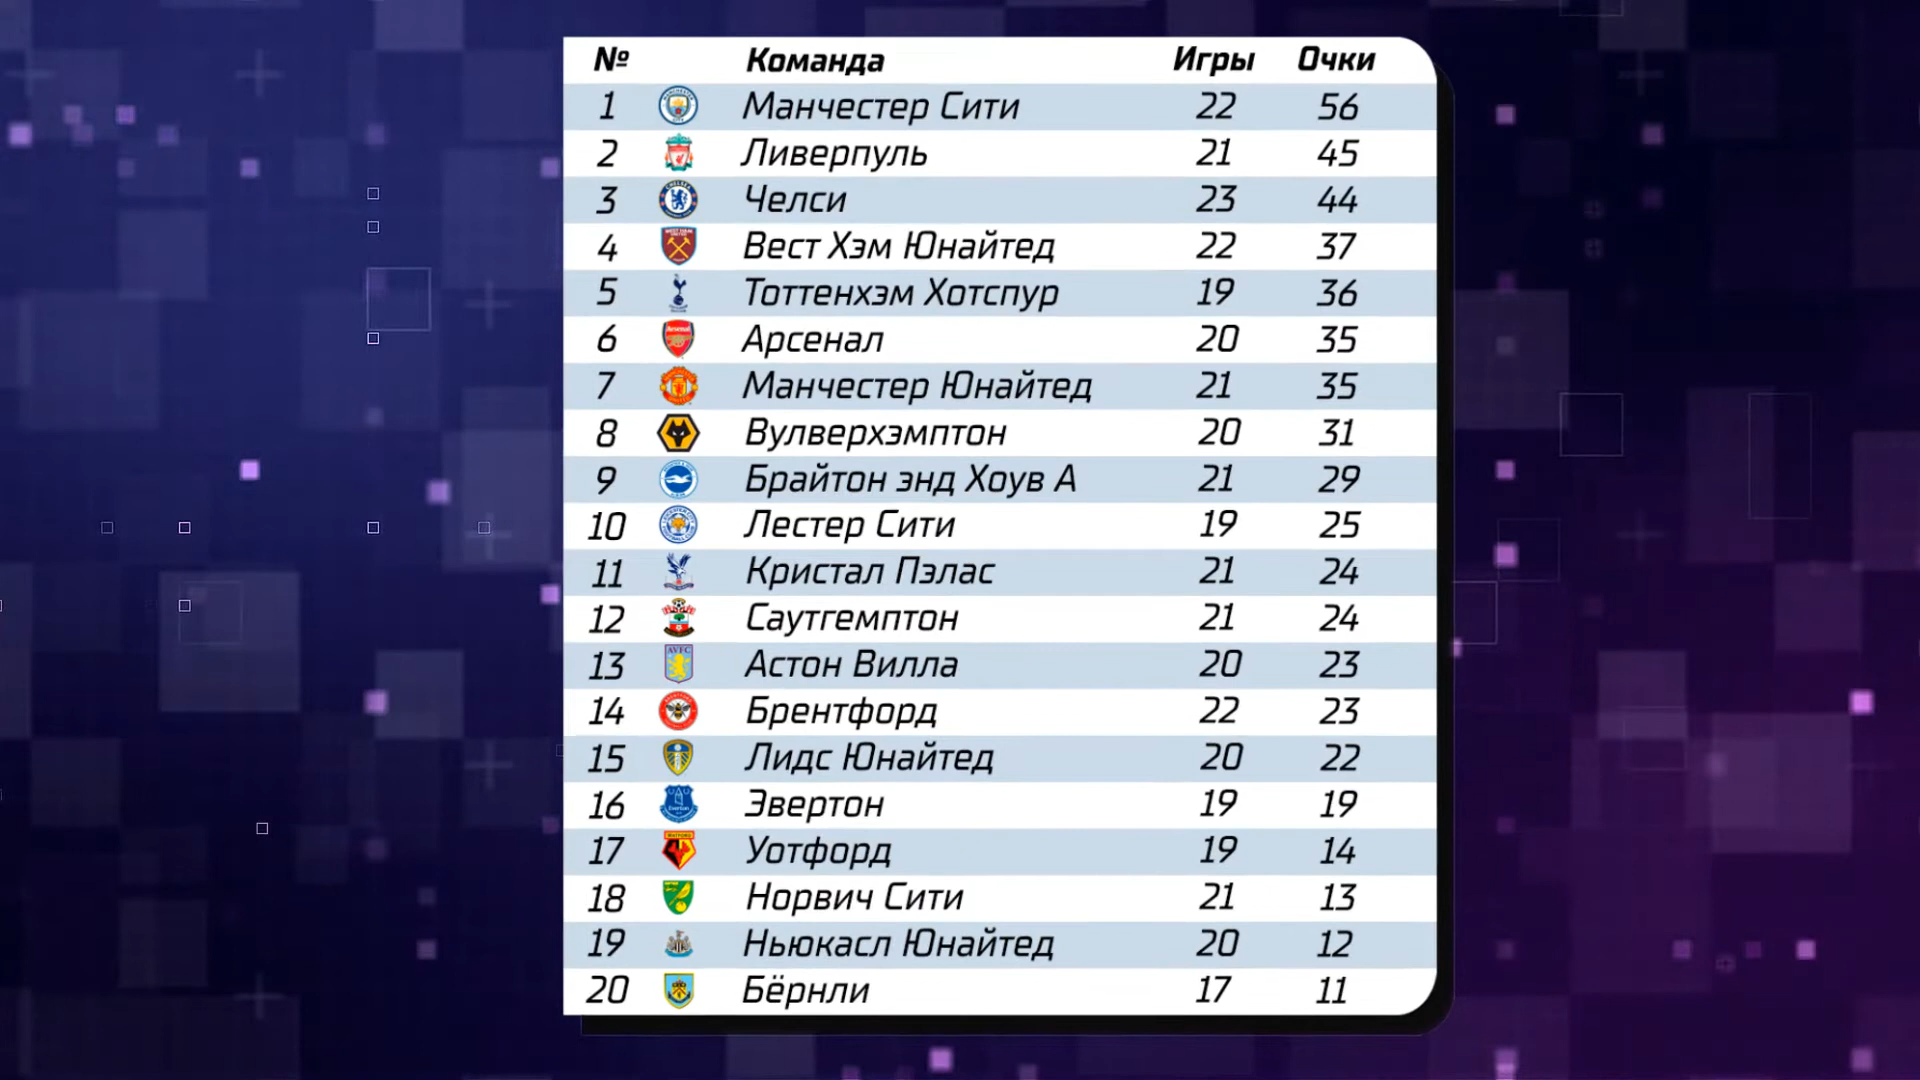 № Команда Игры Очки
1 Манчестер Сити 22 56
2 Ливерпуль 21 45
3 Челси 23 44
4 Вест Хэм Юнайтед 22 37
5 Тоттенхэм Хотспур 19 36
6 Арсенал 20 35
7 Манчестер Юнайтед 21 35
8 Вулверхэмптон 20 31
9 Брайтон энд Хоув А 21 29
10 Лестер Сити 19 25
11 Кристал Пэлас 21 24
12 Саутгемптон 21 24
13 Астон Вилла 20 23
14 Брентфорд 22 23
15 Лидс Юнайтед 20 22
16 Эвертон 19 19
17 Уотфорд 19 14
18 Норвич Сити 21 13
19 Ньюкасл Юнайтед 20 12
20 Бёрнли 17 11